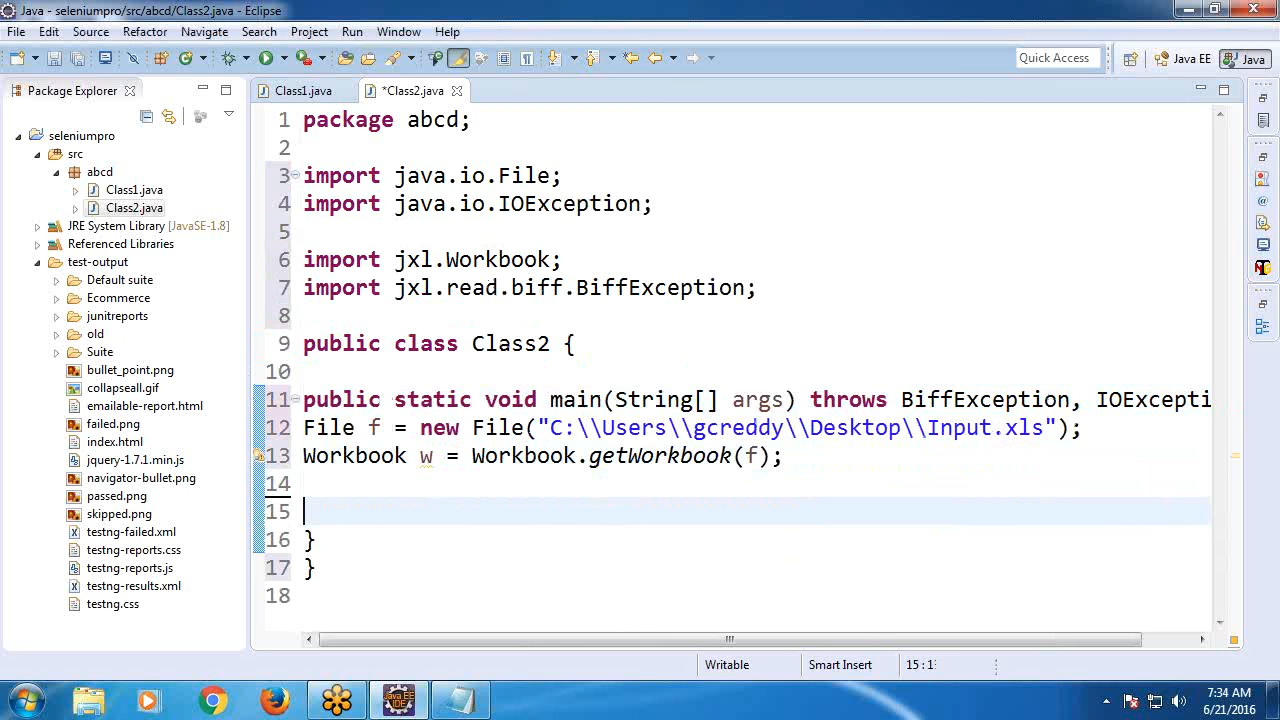 Java - seleniumpro/src/abcd/Class2.java - Eclipse
File Edit Source Refactor Navigate Search Project Run Window Help
Quick Access
Java EE
Java
Package Explorer
Class1.java
*Class2.java
seleniumpro
src
abcd
Class1.java
Class2.java
JRE System Library [JavaSE-1.8]
Referenced Libraries
test-output
Default suite
Ecommerce
junitreports
old
Suite
bullet_point.png
collapseall.gif
emailable-report.html
failed.png
index.html
jquery-1.7.1.min.js
navigator-bullet.png
passed.png
skipped.png
testng-failed.xml
testng-reports.css
testng-reports.js
testng-results.xml
testng.css
1 package abcd;
2
3 import java.io.File;
4 import java.io.IOException;
5
6 import jxl.Workbook;
7 import jxl.read.biff.BiffException;
8
9 public class Class2 {
10
11 public static void main(String[] args) throws BiffException, IOExcepti
12 File f = new File("C:\\Users\\gcreddy\\Desktop\\Input.xls");
13 Workbook w = Workbook.getWorkbook(f);
14
15
16 }
17 }
18
Writable
Smart Insert
15 : 1
Java EE
IDE
7:34 AM
6/21/2016